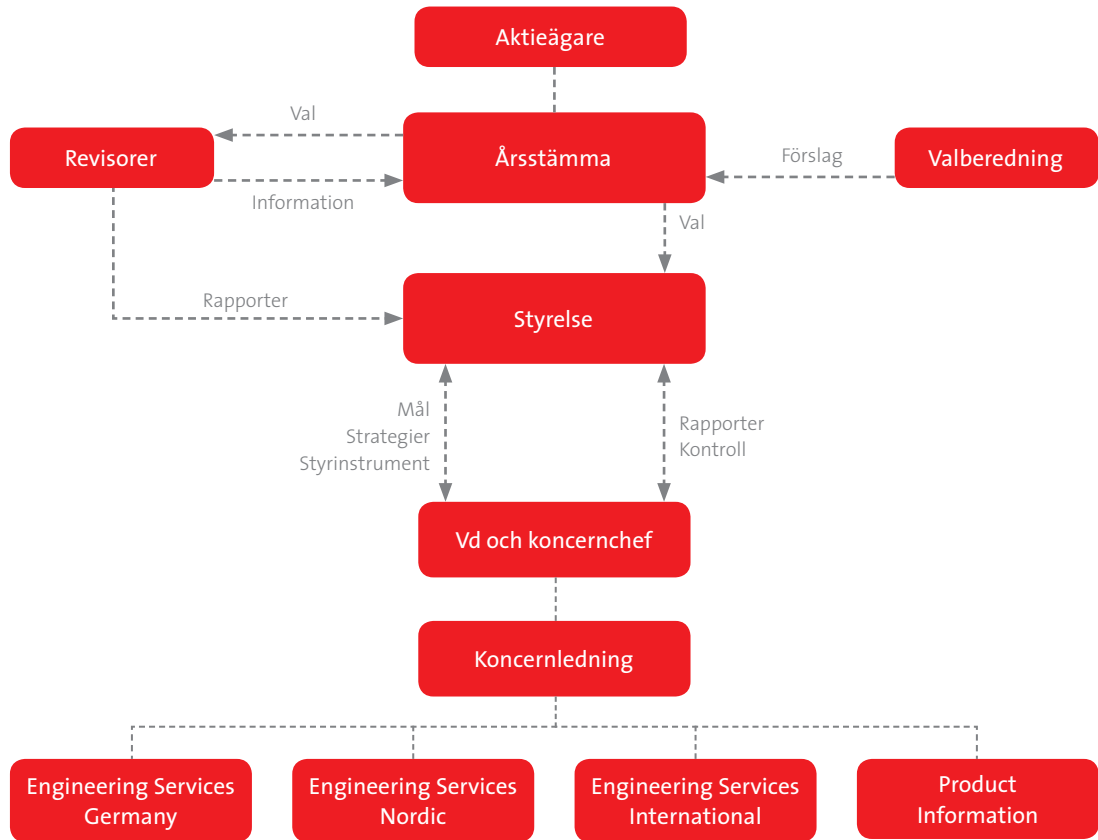 Aktieägare
Val
Revisorer
Årsstämma
Förslag
Valberedning
Information
Val
Rapporter
Styrelse
Mål
Strategier
Styrinstrument
Rapporter
Kontroll
Vd och koncernchef
Koncernledning
Engineering Services
Germany
Engineering Services
Nordic
Engineering Services
International
Product
Information